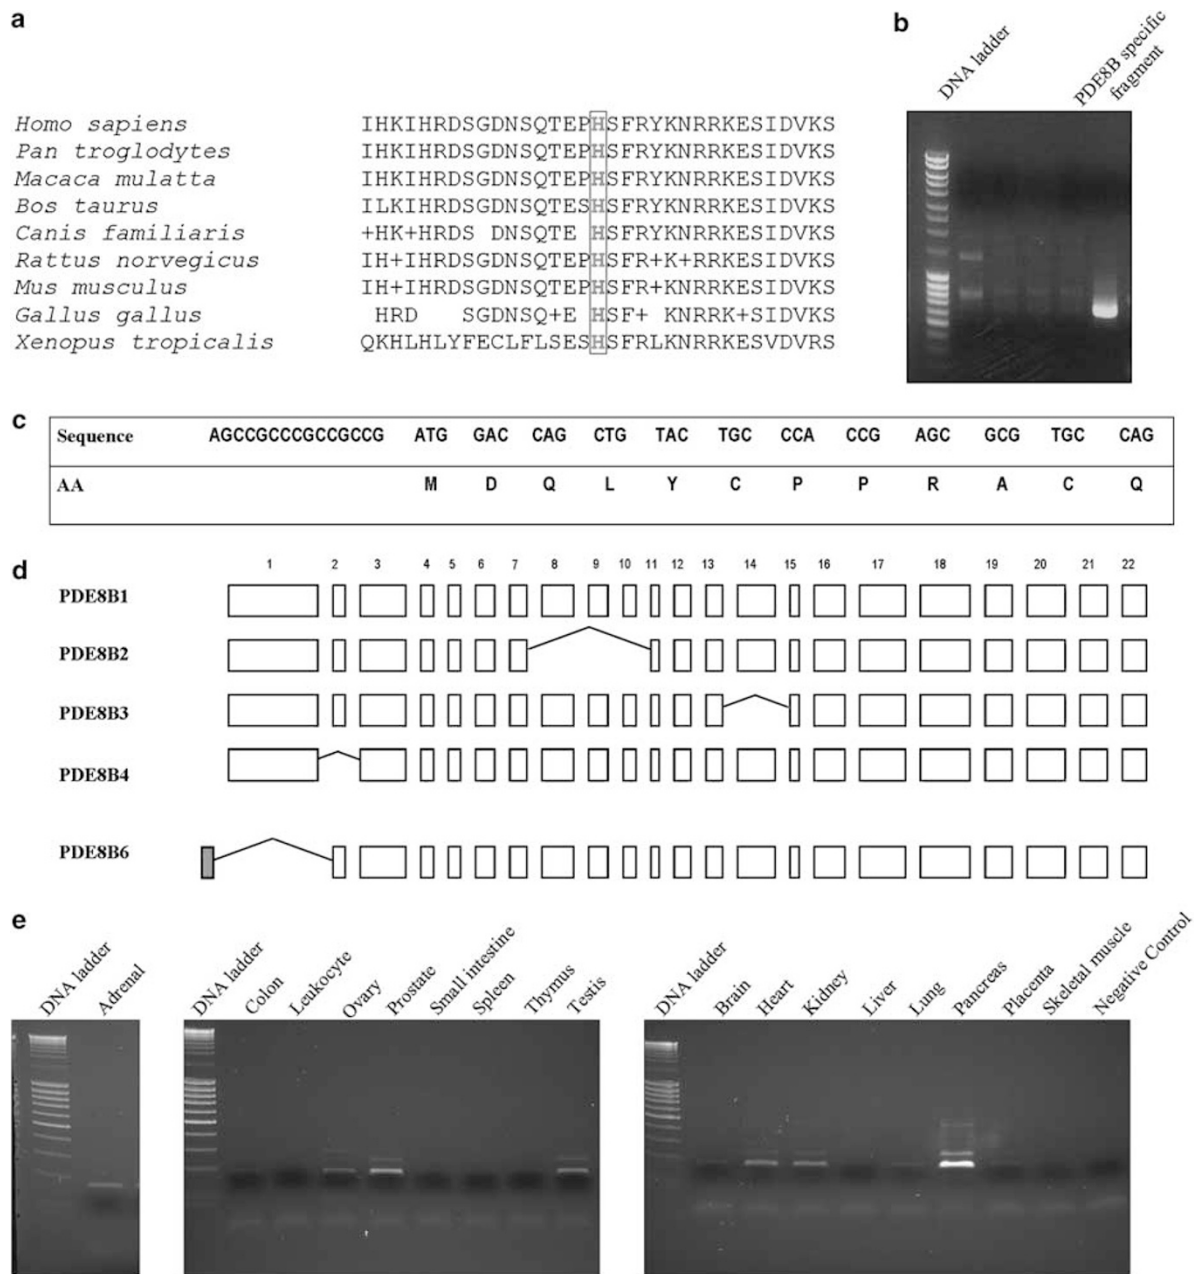 a
Homo sapiens IHKIHRDSGDNSQTEPHSFRYKNRRKESIDVKS
Pan troglodytes IHKIHRDSGDNSQTEPHSFRYKNRRKESIDVKS
Macaca mulatta IHKIHRDSGDNSQTEPHSFRYKNRRKESIDVKS
Bos taurus ILKIHRDSGDNSQTESHSFRYKNRRKESIDVKS
Canis familiaris +HK+HRDS DNSQTE HSFRYKNRRKESIDVKS
Rattus norvegicus IH+IHRDSGDNSQTEPHSFR+K+RRKESIDVKS
Mus musculus IH+IHRDSGDNSQTEPHSFR+KNRRKESIDVKS
Gallus gallus HRD SGDNSQ+E HSF+ KNRRK+SIDVKS
Xenopus tropicalis QKHLHLYFECLFLSESHSFRLKNRRKESVDVRS
b
DNA ladder
PDE8B specific
fragment
c
Sequence AGCCGCCCGCCGCCG ATG GAC CAG CTG TAC TGC CCA CCG AGC GCG TGC CAG
AA M D Q L Y C P P R A C Q
d
1 2 3 4 5 6 7 8 9 10 11 12 13 14 15 16 17 18 19 20 21 22
PDE8B1
PDE8B2
PDE8B3
PDE8B4
PDE8B6
e
DNA ladder
Adrenal
DNA ladder
Colon
Leukocyte
Ovary
Prostate
Small intestine
Spleen
Thymus
Testis
DNA ladder
Brain
Heart
Kidney
Liver
Lung
Pancreas
Placenta
Skeletal muscle
Negative Control